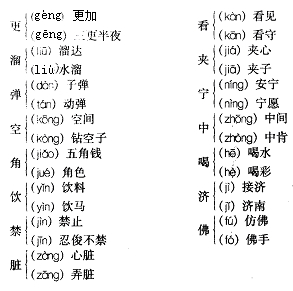 更
(gèng) 更加
(gēng) 三更半夜
溜
(liū) 溜达
(liù) 水溜
弹
(dàn) 子弹
(tán) 动弹
空
(kōng) 空间
(kòng) 钻空子
角
(jiǎo) 五角钱
(jué) 角色
饮
(yǐn) 饮料
(yìn) 饮马
禁
(jìn) 禁止
(jīn) 忍俊不禁
脏
(zàng) 心脏
(zāng) 弄脏
看
(kàn) 看见
(kān) 看守
夹
(jiá) 夹心
(jiā) 夹子
宁
(níng) 安宁
(nìng) 宁愿
中
(zhōng) 中间
(zhòng) 中肯
喝
(hē) 喝水
(hè) 喝彩
济
(jì) 接济
(jǐ) 济南
佛
(fú) 仿佛
(fó) 佛手